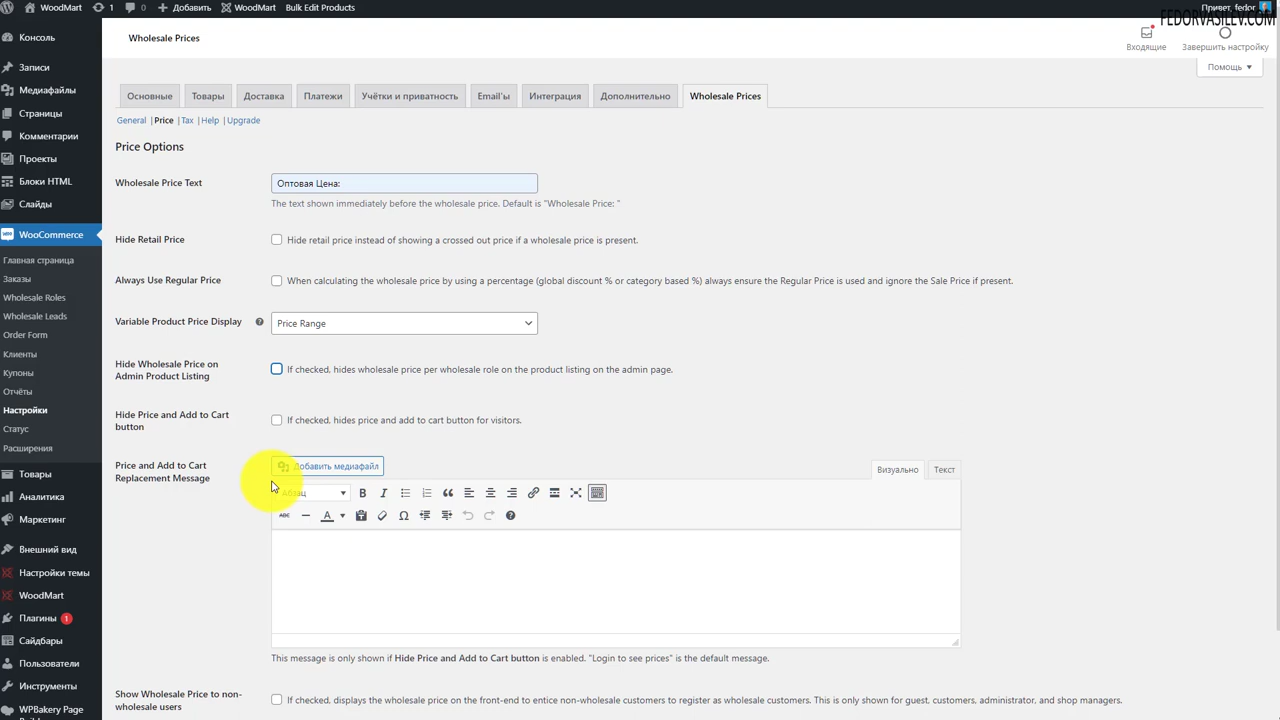 WoodMart 1 0 + Добавить WoodMart Bulk Edit Products Привет, fedor
FEDORVASILEV.COM
Wholesale Prices
Входящие Завершить настройку
Помощь
Консоль
Записи
Медиафайлы
Страницы
Комментарии
Проекты
Блоки HTML
Слайды
WooCommerce
Главная страница
Заказы
Wholesale Roles
Wholesale Leads
Order Form
Клиенты
Купоны
Отчёты
Настройки
Статус
Расширения
Товары
Аналитика
Маркетинг
Внешний вид
Настройки темы
WoodMart
Плагины 1
Сайдбары
Пользователи
Инструменты
WPBakery Page
Основные Товары Доставка Платежи Учётки и приватность Email'ы Интеграция Дополнительно Wholesale Prices
General | Price | Tax | Help | Upgrade
Price Options
Wholesale Price Text Оптовая Цена:
The text shown immediately before the wholesale price. Default is "Wholesale Price: "
Hide Retail Price Hide retail price instead of showing a crossed out price if a wholesale price is present.
Always Use Regular Price When calculating the wholesale price by using a percentage (global discount % or category based %) always ensure the Regular Price is used and ignore the Sale Price if present.
Variable Product Price Display Price Range
Hide Wholesale Price on
Admin Product Listing
If checked, hides wholesale price per wholesale role on the product listing on the admin page.
Hide Price and Add to Cart
button
If checked, hides price and add to cart button for visitors.
Price and Add to Cart
Replacement Message
Добавить медиафайл Визуально Текст
Абзац B I
ABC A
This message is only shown if Hide Price and Add to Cart button is enabled. "Login to see prices" is the default message.
Show Wholesale Price to non-
wholesale users
If checked, displays the wholesale price on the front-end to entice non-wholesale customers to register as wholesale customers. This is only shown for guest, customers, administrator, and shop managers.